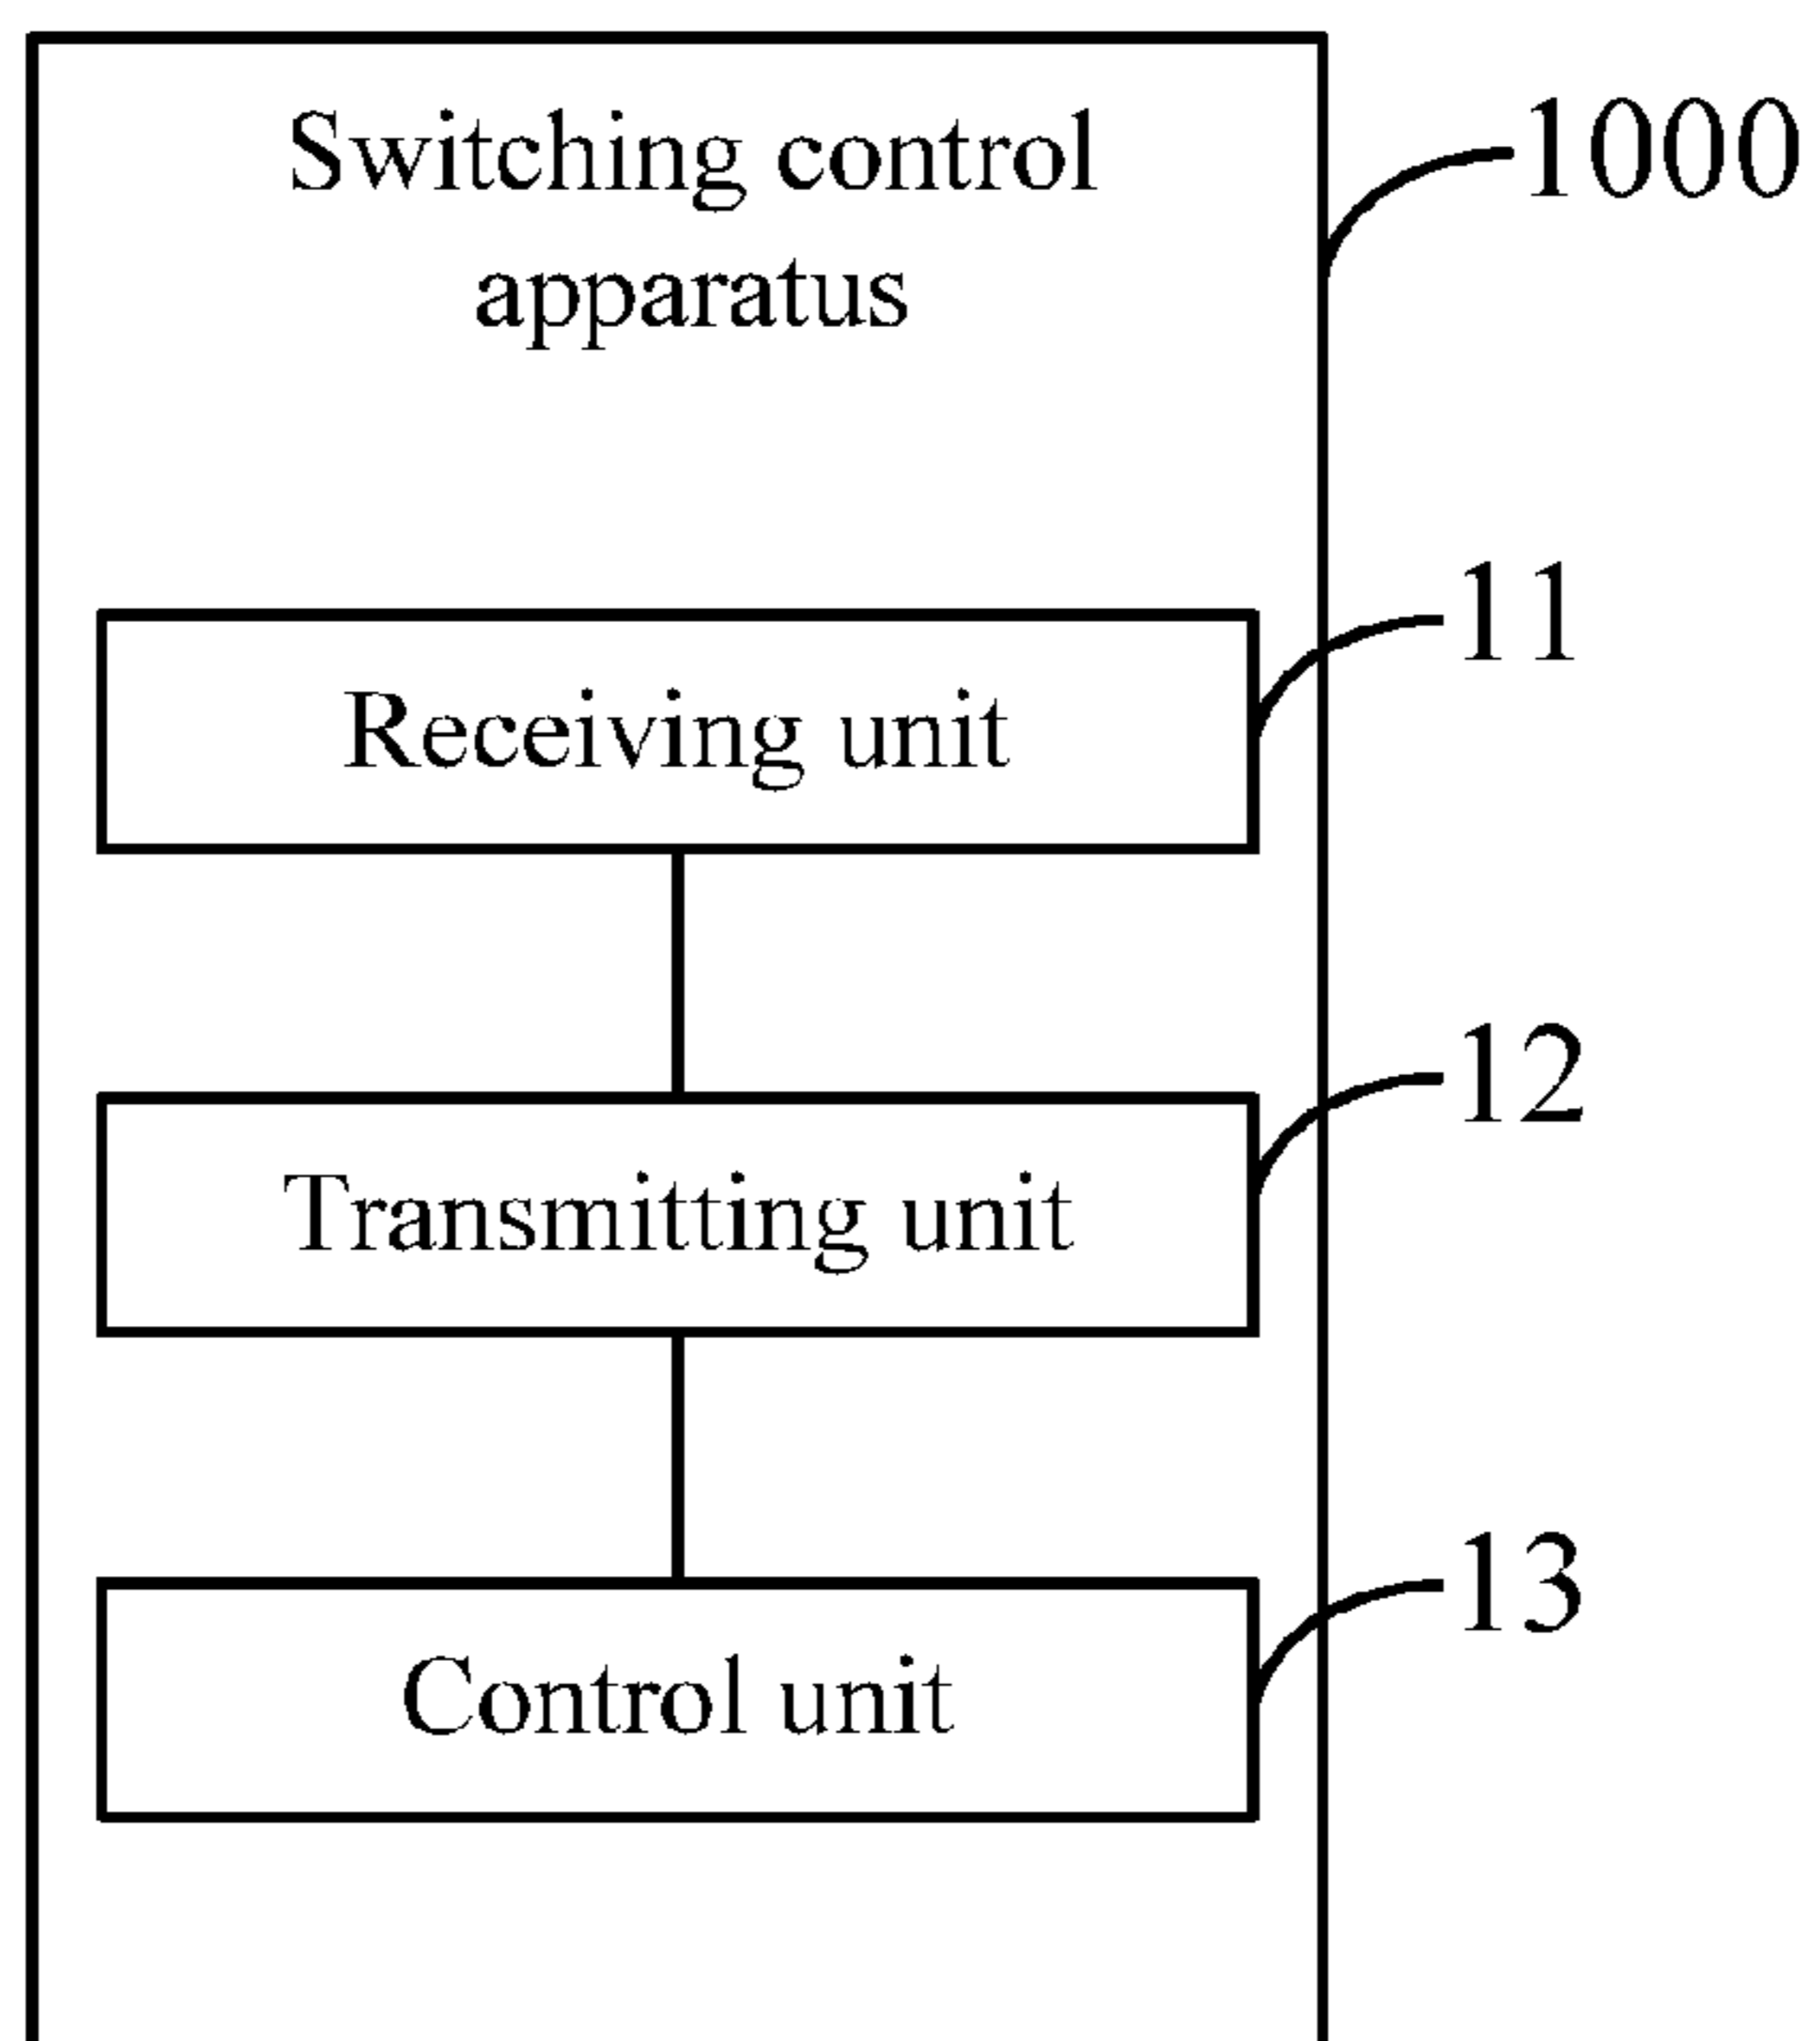 Switching control
apparatus
1000
11
Receiving unit
12
Transmitting unit
13
Control unit